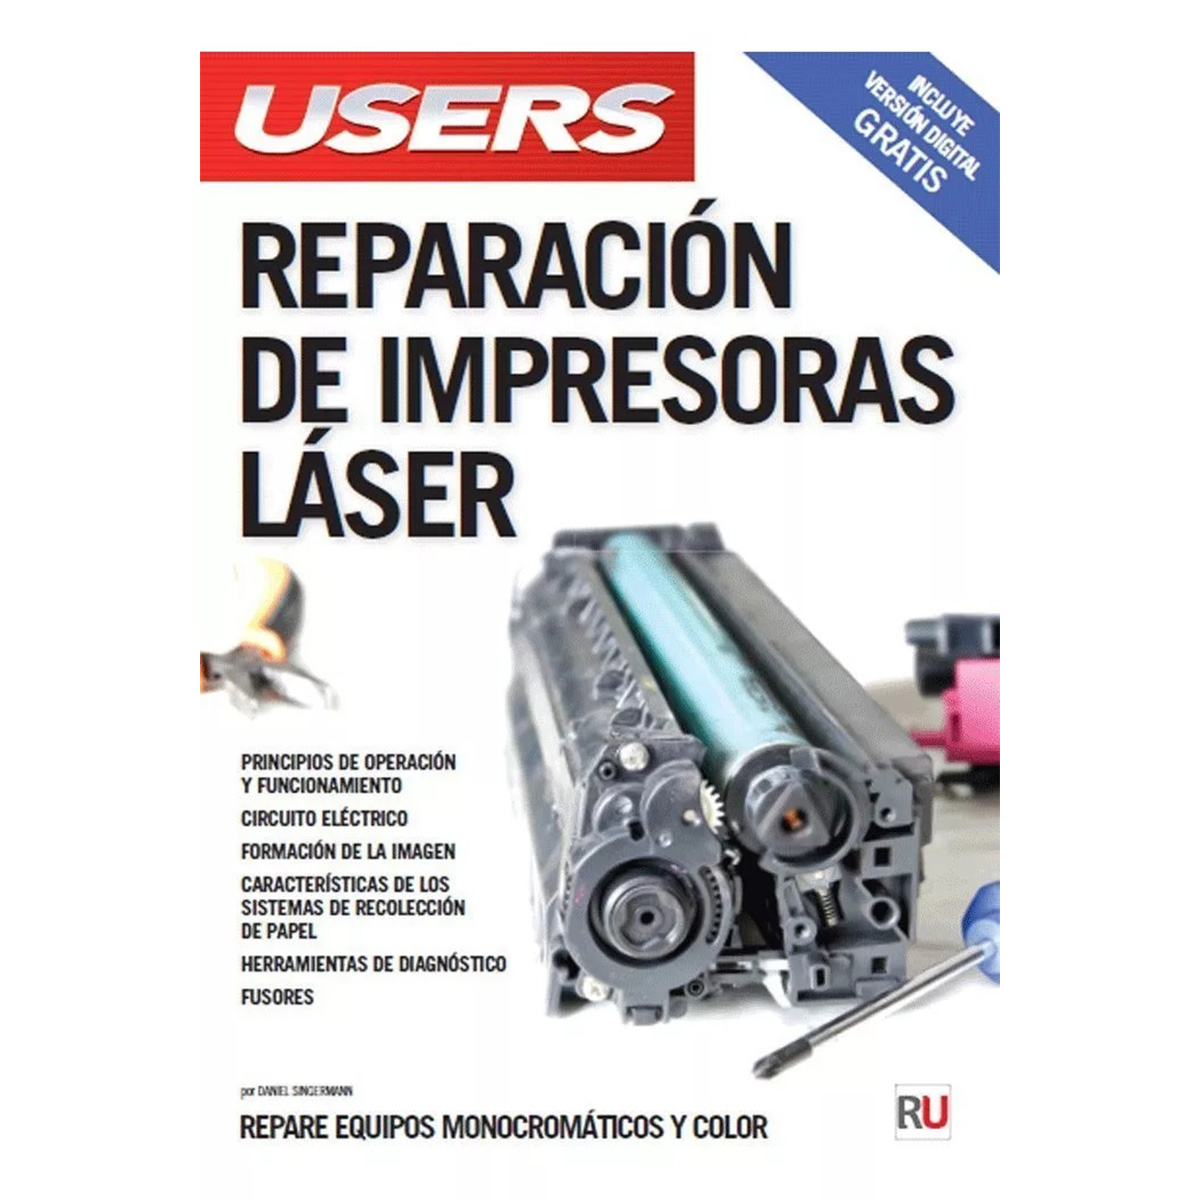 USERS
INCLUYE
VERSIÓN DIGITAL
GRATIS
REPARACIÓN
DE IMPRESORAS
LÁSER
PRINCIPIOS DE OPERACIÓN
Y FUNCIONAMIENTO
CIRCUITO ELÉCTRICO
FORMACIÓN DE LA IMAGEN
CARACTERÍSTICAS DE LOS
SISTEMAS DE RECOLECCIÓN
DE PAPEL
HERRAMIENTAS DE DIAGNÓSTICO
FUSORES
por DANIEL SINGERMANN
REPARE EQUIPOS MONOCROMÁTICOS Y COLOR
RU